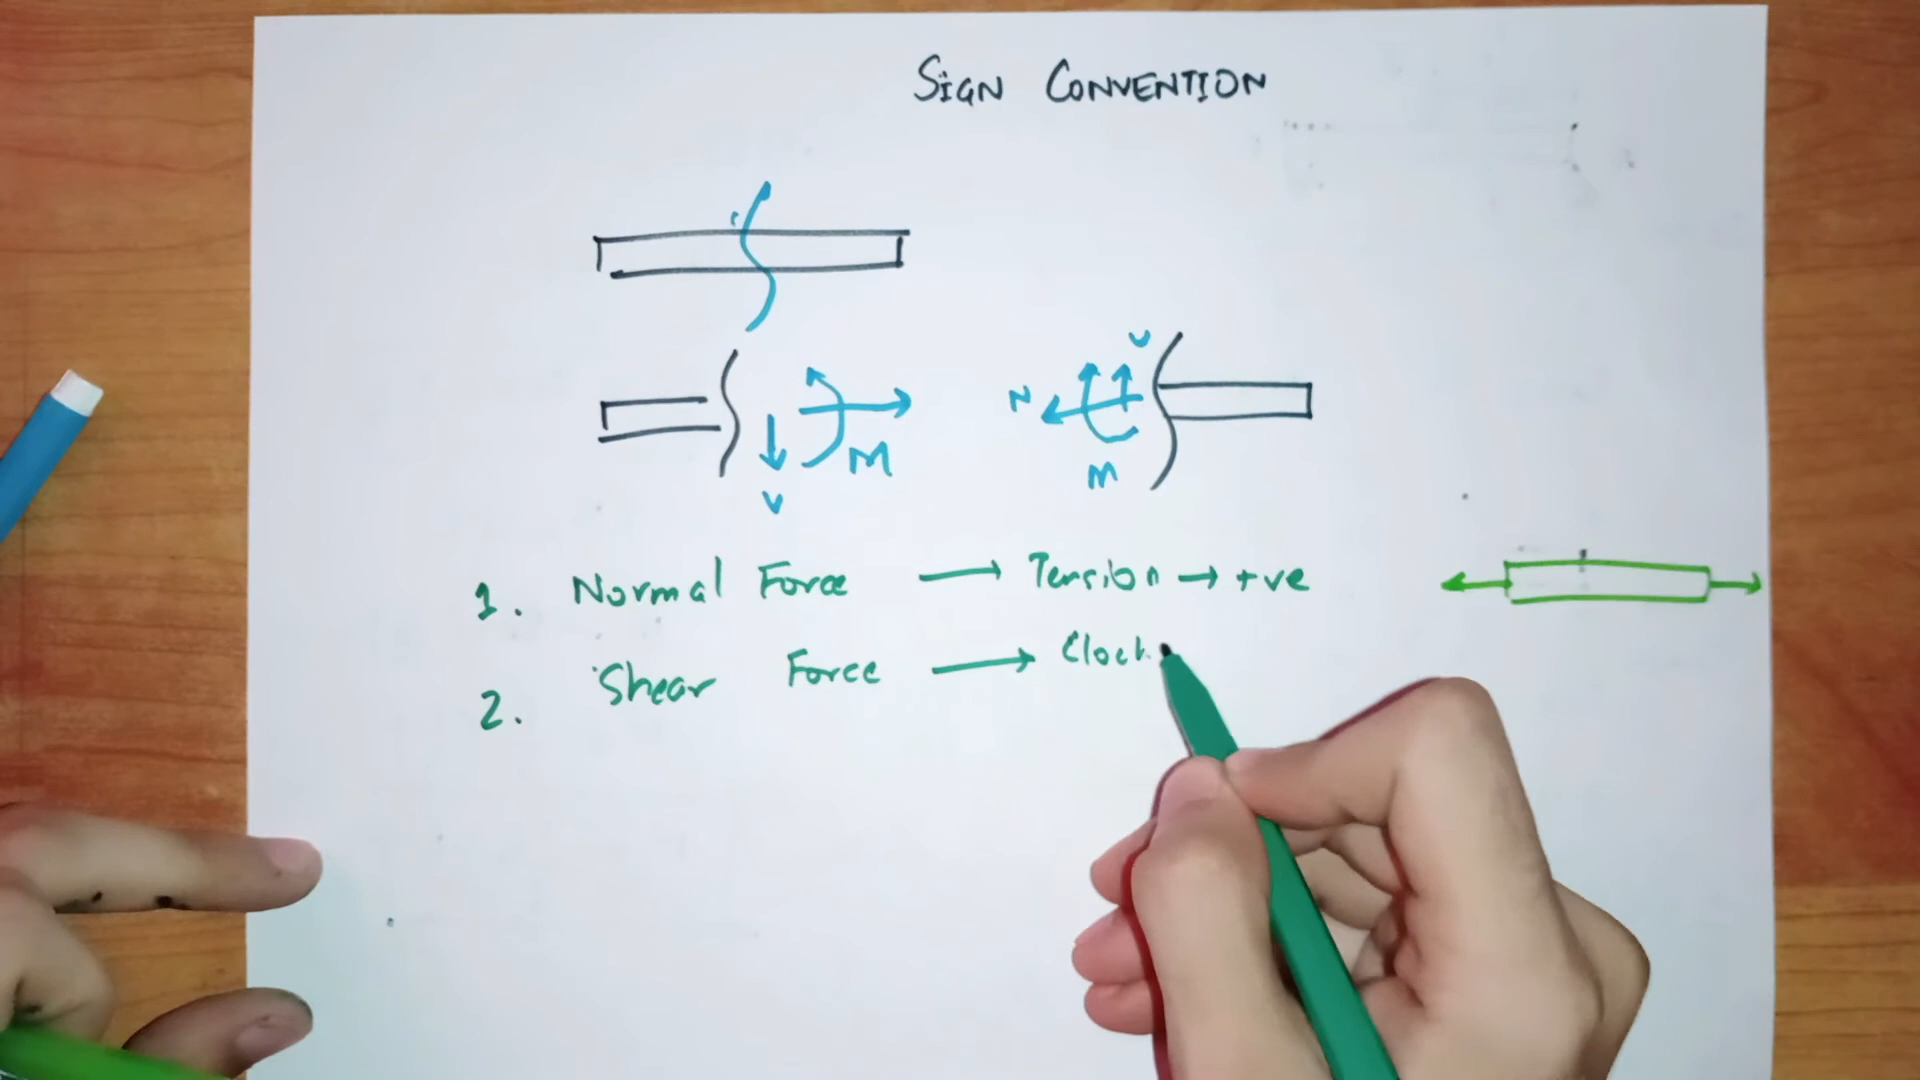 SIGN CONVENTION
V
N
M
M
V
1. Normal Force → Tension → +ve
2. Shear Force → Clock